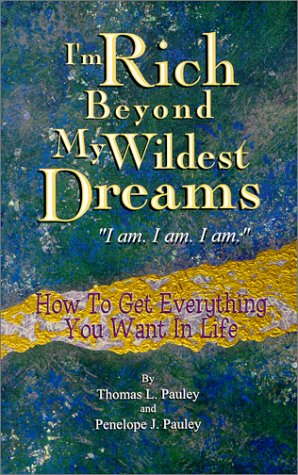 I'm Rich
Beyond
My Wildest
Dreams
"I am. I am. I am."
How To Get Everything
You Want In Life
By
Thomas L. Pauley
and
Penelope J. Pauley